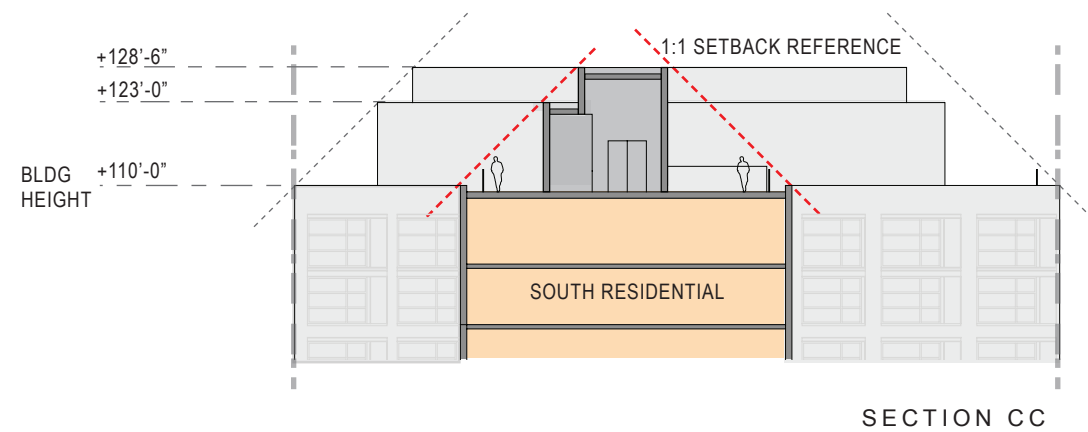 1:1 SETBACK REFERENCE
+128'-6”
+123'-0”
+110'-0”
BLDG
HEIGHT
SOUTH RESIDENTIAL
SECTION CC